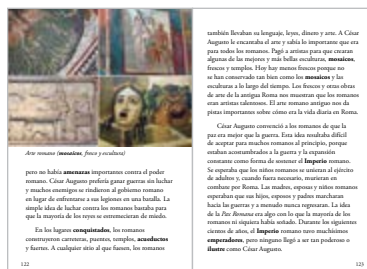 Arte romano (mosaicos, fresco y escultura)
pero no había amenazas importantes contra el poder
romano. César Augusto prefería ganar guerras sin luchar
y muchos enemigos se rindieron al gobierno romano
en lugar de enfrentarse a sus legiones en una batalla. La
simple idea de luchar contra los romanos bastaba para
que la mayoría de los reyes se estremecieran de miedo.
En los lugares conquistados, los romanos
construyeron carreteras, puentes, templos, acueductos
y fuertes. A cualquier sitio al que fuesen, los romanos
122
también llevaban su lenguaje, leyes, dinero y arte. A César
Augusto le encantaba el arte y sabía lo importante que era
para todos los romanos. Pagó a artistas para que crearan
algunas de las mayores y más bellas esculturas, mosaicos,
frescos y templos. Hoy hay menos frescos porque no
se han conservado tan bien como los mosaicos y las
esculturas a lo largo del tiempo. Los frescos y otras obras
de arte de la antigua Roma nos muestran que los romanos
eran artistas talentosos. El arte romano antiguo nos da
pistas importantes sobre cómo era la vida diaria en Roma.
César Augusto convenció a los romanos de que la
paz era mejor que la guerra. Esta idea resultaba difícil
de aceptar para muchos romanos al principio, porque
estaban acostumbrados a la guerra y la expansión
constante como forma de sostener el Imperio romano.
Se esperaba que los niños romanos se unieran al ejército
de adultos y, cuando fuera necesario, murieran en
combate por Roma. Las madres, esposas y niños romanos
esperaban que sus hijos, esposos y padres marcharan
hacia las guerras y a menudo nunca regresaran. La idea
de la Pax Romana era algo con lo que la mayoría de los
romanos ni siquiera había soñado. Durante los siguientes
cientos de años, el Imperio romano tuvo muchísimos
emperadores, pero ninguno llegó a ser tan poderoso o
ilustre como César Augusto.
123